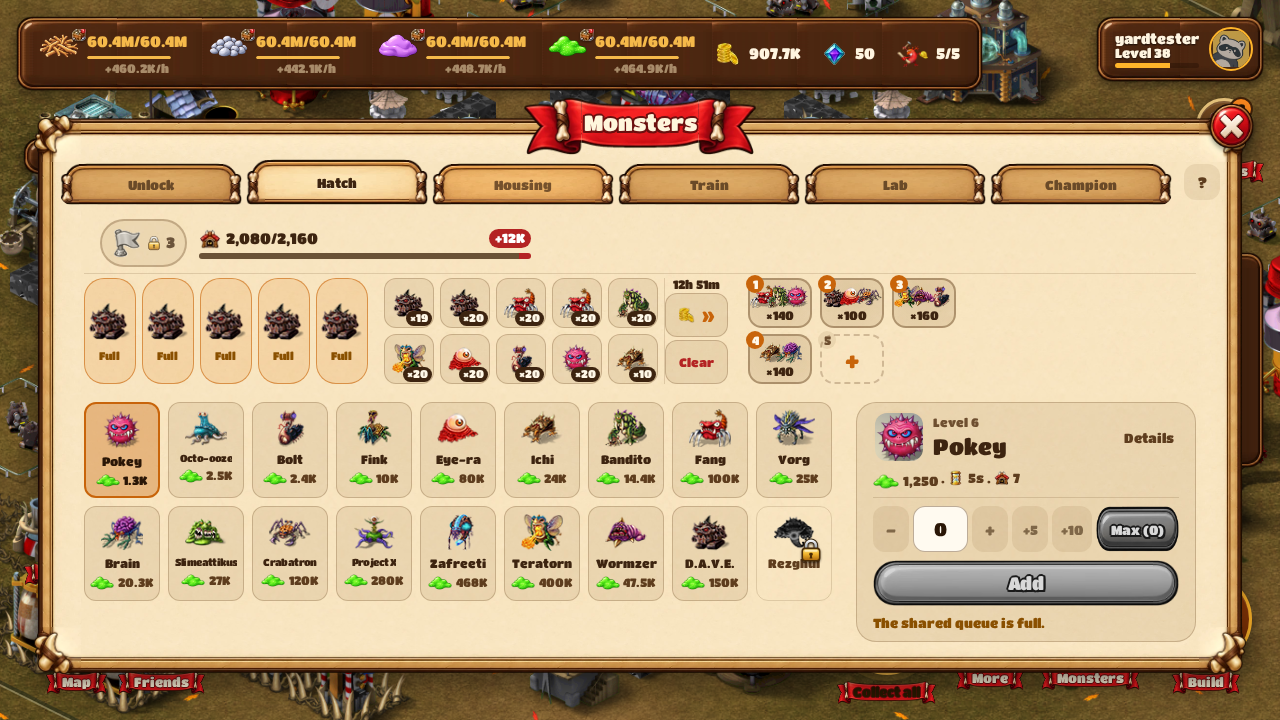 60.4M/60.4M
+460.2K/h
60.4M/60.4M
+442.1K/h
60.4M/60.4M
+448.7K/h
60.4M/60.4M
+464.9K/h
907.7K
50
5/5
yardtester
Level 38
Monsters
Unlock
Hatch
Housing
Train
Lab
Champion
?
3
2,080/2,160
+12K
Full
Full
Full
Full
Full
×19
×20
×20
×20
×20
×20
×20
×20
×20
×10
12h 51m
Clear
1
×140
2
×100
3
×160
4
×140
5
+
Pokey
1.3K
Octo-ooze
2.5K
Bolt
2.4K
Fink
10K
Eye-ra
80K
Ichi
24K
Bandito
14.4K
Fang
100K
Vorg
25K
Brain
20.3K
Slimeattikus
27K
Crabatron
120K
Project X
280K
Zafreeti
468K
Teratorn
400K
Wormzer
47.5K
D.A.V.E.
150K
Rezghul
Level 6
Pokey
Details
1,250 · 5s · 7
−
0
+
+5
+10
Max (0)
Add
The shared queue is full.
Map
Friends
Collect all
More
Monsters
Build